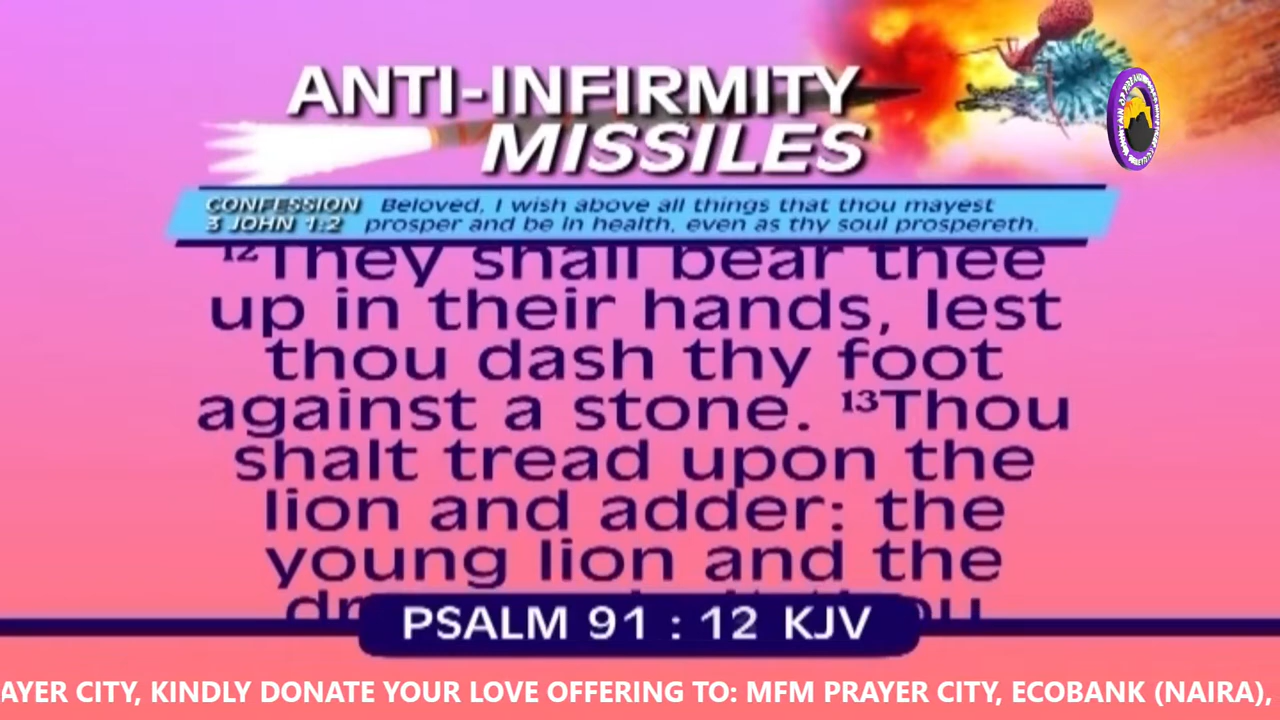 ANTI-INFIRMITY
MISSILES
CONFESSION Beloved, I wish above all things that thou mayest
3 JOHN 1:2 prosper and be in health, even as thy soul prospereth.
12They shall bear thee
up in their hands, lest
thou dash thy foot
against a stone. 13Thou
shalt tread upon the
lion and adder: the
young lion and the
PSALM 91 : 12 KJV
AYER CITY, KINDLY DONATE YOUR LOVE OFFERING TO: MFM PRAYER CITY, ECOBANK (NAIRA),